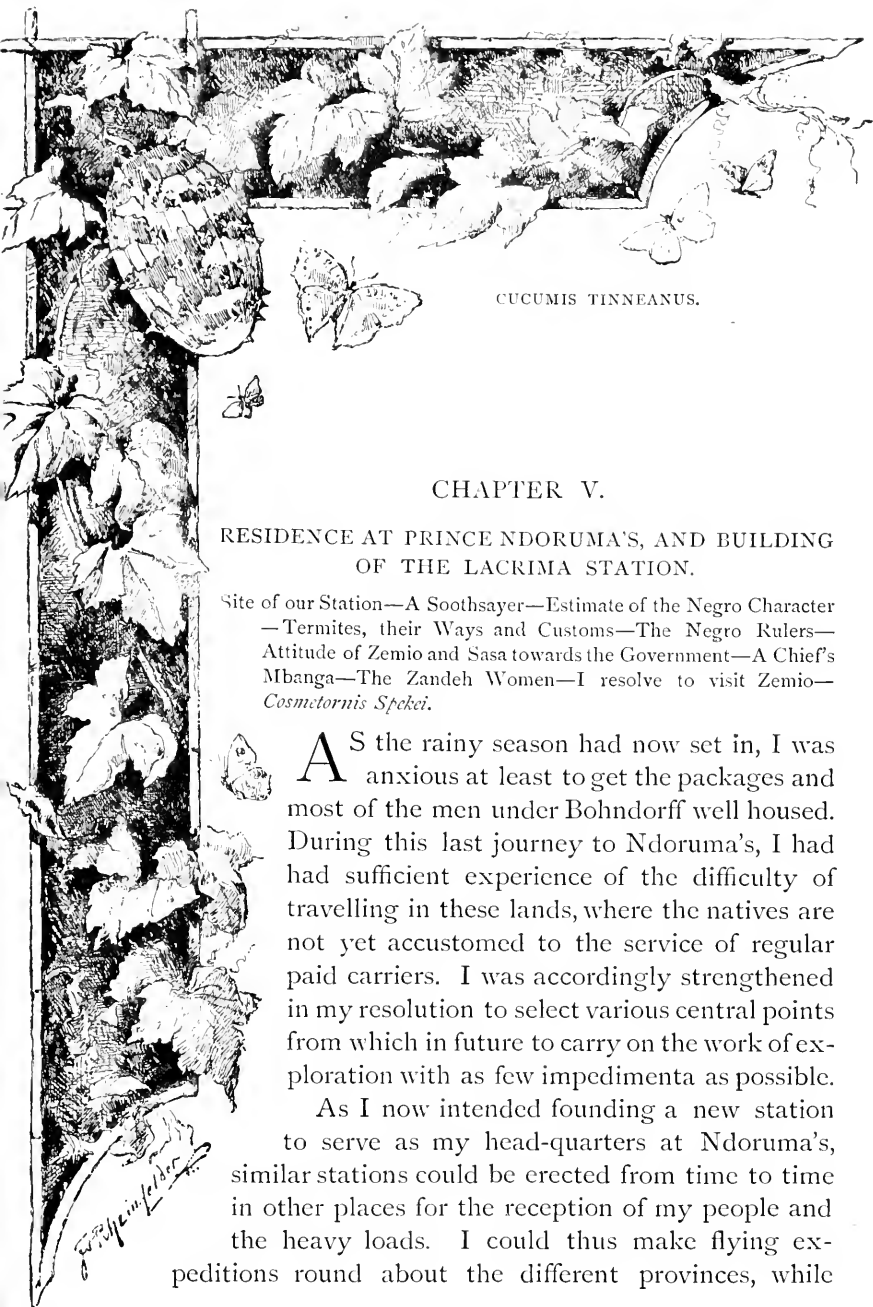 CUCUMIS TINNEANUS.
CHAPTER V.
RESIDENCE AT PRINCE NDORUMA'S, AND BUILDING
OF THE LACRIMA STATION.
Site of our Station—A Soothsayer—Estimate of the Negro Character
—Termites, their Ways and Customs—The Negro Rulers—
Attitude of Zemio and Sasa towards the Government—A Chief's
Mbanga—The Zandeh Women—I resolve to visit Zemio—
Cosmetornis Spekei.
AS the rainy season had now set in, I was
anxious at least to get the packages and
most of the men under Bohndorff well housed.
During this last journey to Ndoruma's, I had
had sufficient experience of the difficulty of
travelling in these lands, where the natives are
not yet accustomed to the service of regular
paid carriers. I was accordingly strengthened
in my resolution to select various central points
from which in future to carry on the work of ex-
ploration with as few impedimenta as possible.
As I now intended founding a new station
to serve as my head-quarters at Ndoruma's,
similar stations could be erected from time to time
in other places for the reception of my people and
the heavy loads. I could thus make flying ex-
peditions round about the different provinces, while
Rheinfelder